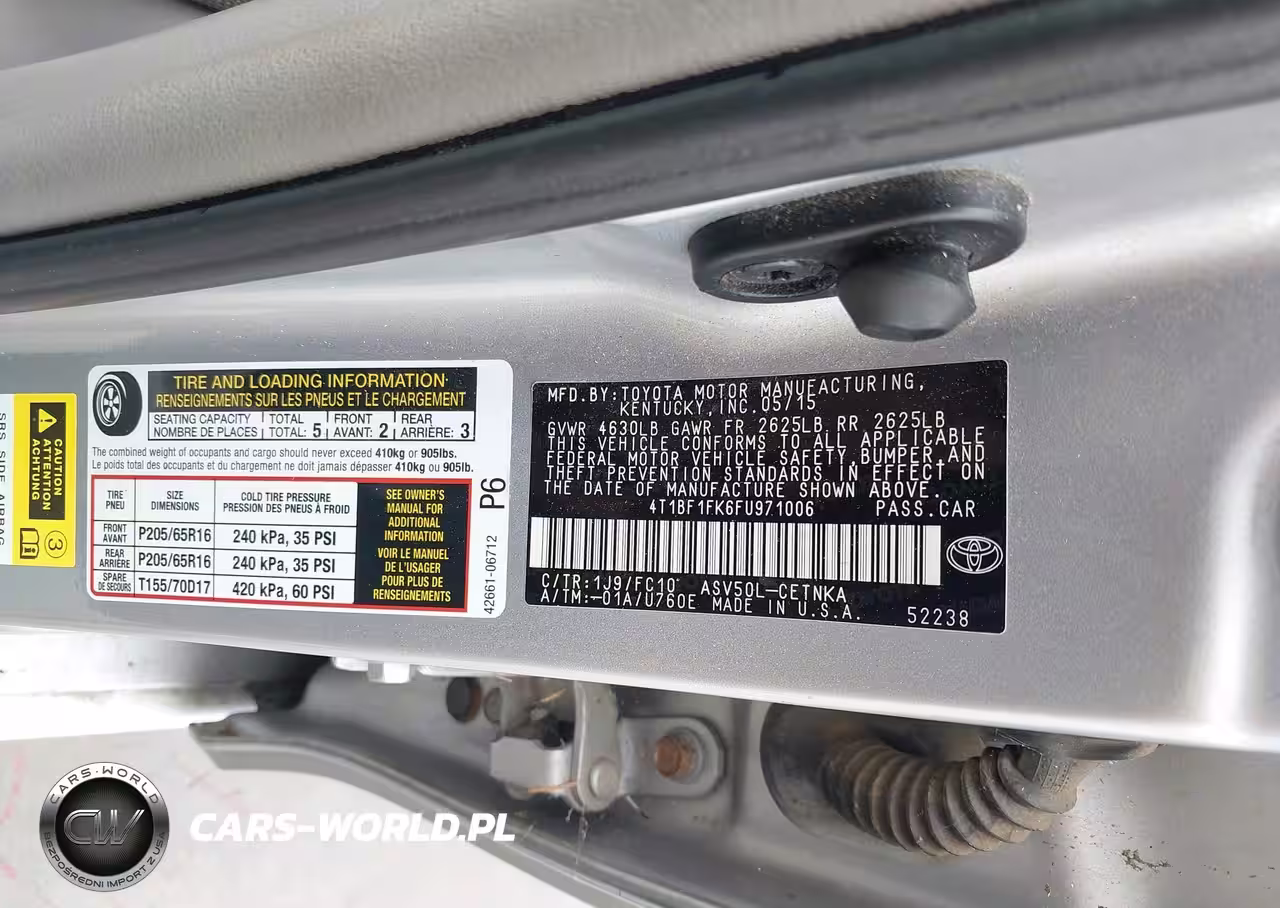 SRS SIDE AIRBAG
CAUTION
ATTENTION
ACHTUNG
3
TIRE AND LOADING INFORMATION
RENSEIGNEMENTS SUR LES PNEUS ET LE CHARGEMENT
SEATING CAPACITY TOTAL FRONT REAR
NOMBRE DE PLACES TOTAL: 5 AVANT: 2 ARRIÈRE: 3
The combined weight of occupants and cargo should never exceed 410kg or 905lbs.
Le poids total des occupants et du chargement ne doit jamais dépasser 410kg ou 905lb.
TIRE SIZE COLD TIRE PRESSURE
PNEU DIMENSIONS PRESSION DES PNEUS À FROID
FRONT
AVANT P205/65R16 240 kPa, 35 PSI
REAR
ARRIÈRE P205/65R16 240 kPa, 35 PSI
SPARE
DE SECOURS T155/70D17 420 kPa, 60 PSI
SEE OWNER'S
MANUAL FOR
ADDITIONAL
INFORMATION
VOIR LE MANUEL
DE L'USAGER
POUR PLUS DE
RENSEIGNEMENTS
P6
42661-06712
MFD.BY:TOYOTA MOTOR MANUFACTURING,
KENTUCKY, INC.05/15
GVWR 4630LB GAWR FR 2625LB RR 2625LB
THIS VEHICLE CONFORMS TO ALL APPLICABLE
FEDERAL MOTOR VEHICLE SAFETY, BUMPER, AND
THEFT PREVENTION STANDARDS IN EFFECT ON
THE DATE OF MANUFACTURE SHOWN ABOVE.
4T1BF1FK6FU971006 PASS.CAR
C/TR:1J9/FC10 ASV50L-CETNKA
A/TM:-01A/U760E MADE IN U.S.A. 52238
CARS-WORLD
CW
BEZPOŚREDNI IMPORT Z USA
CARS-WORLD.PL